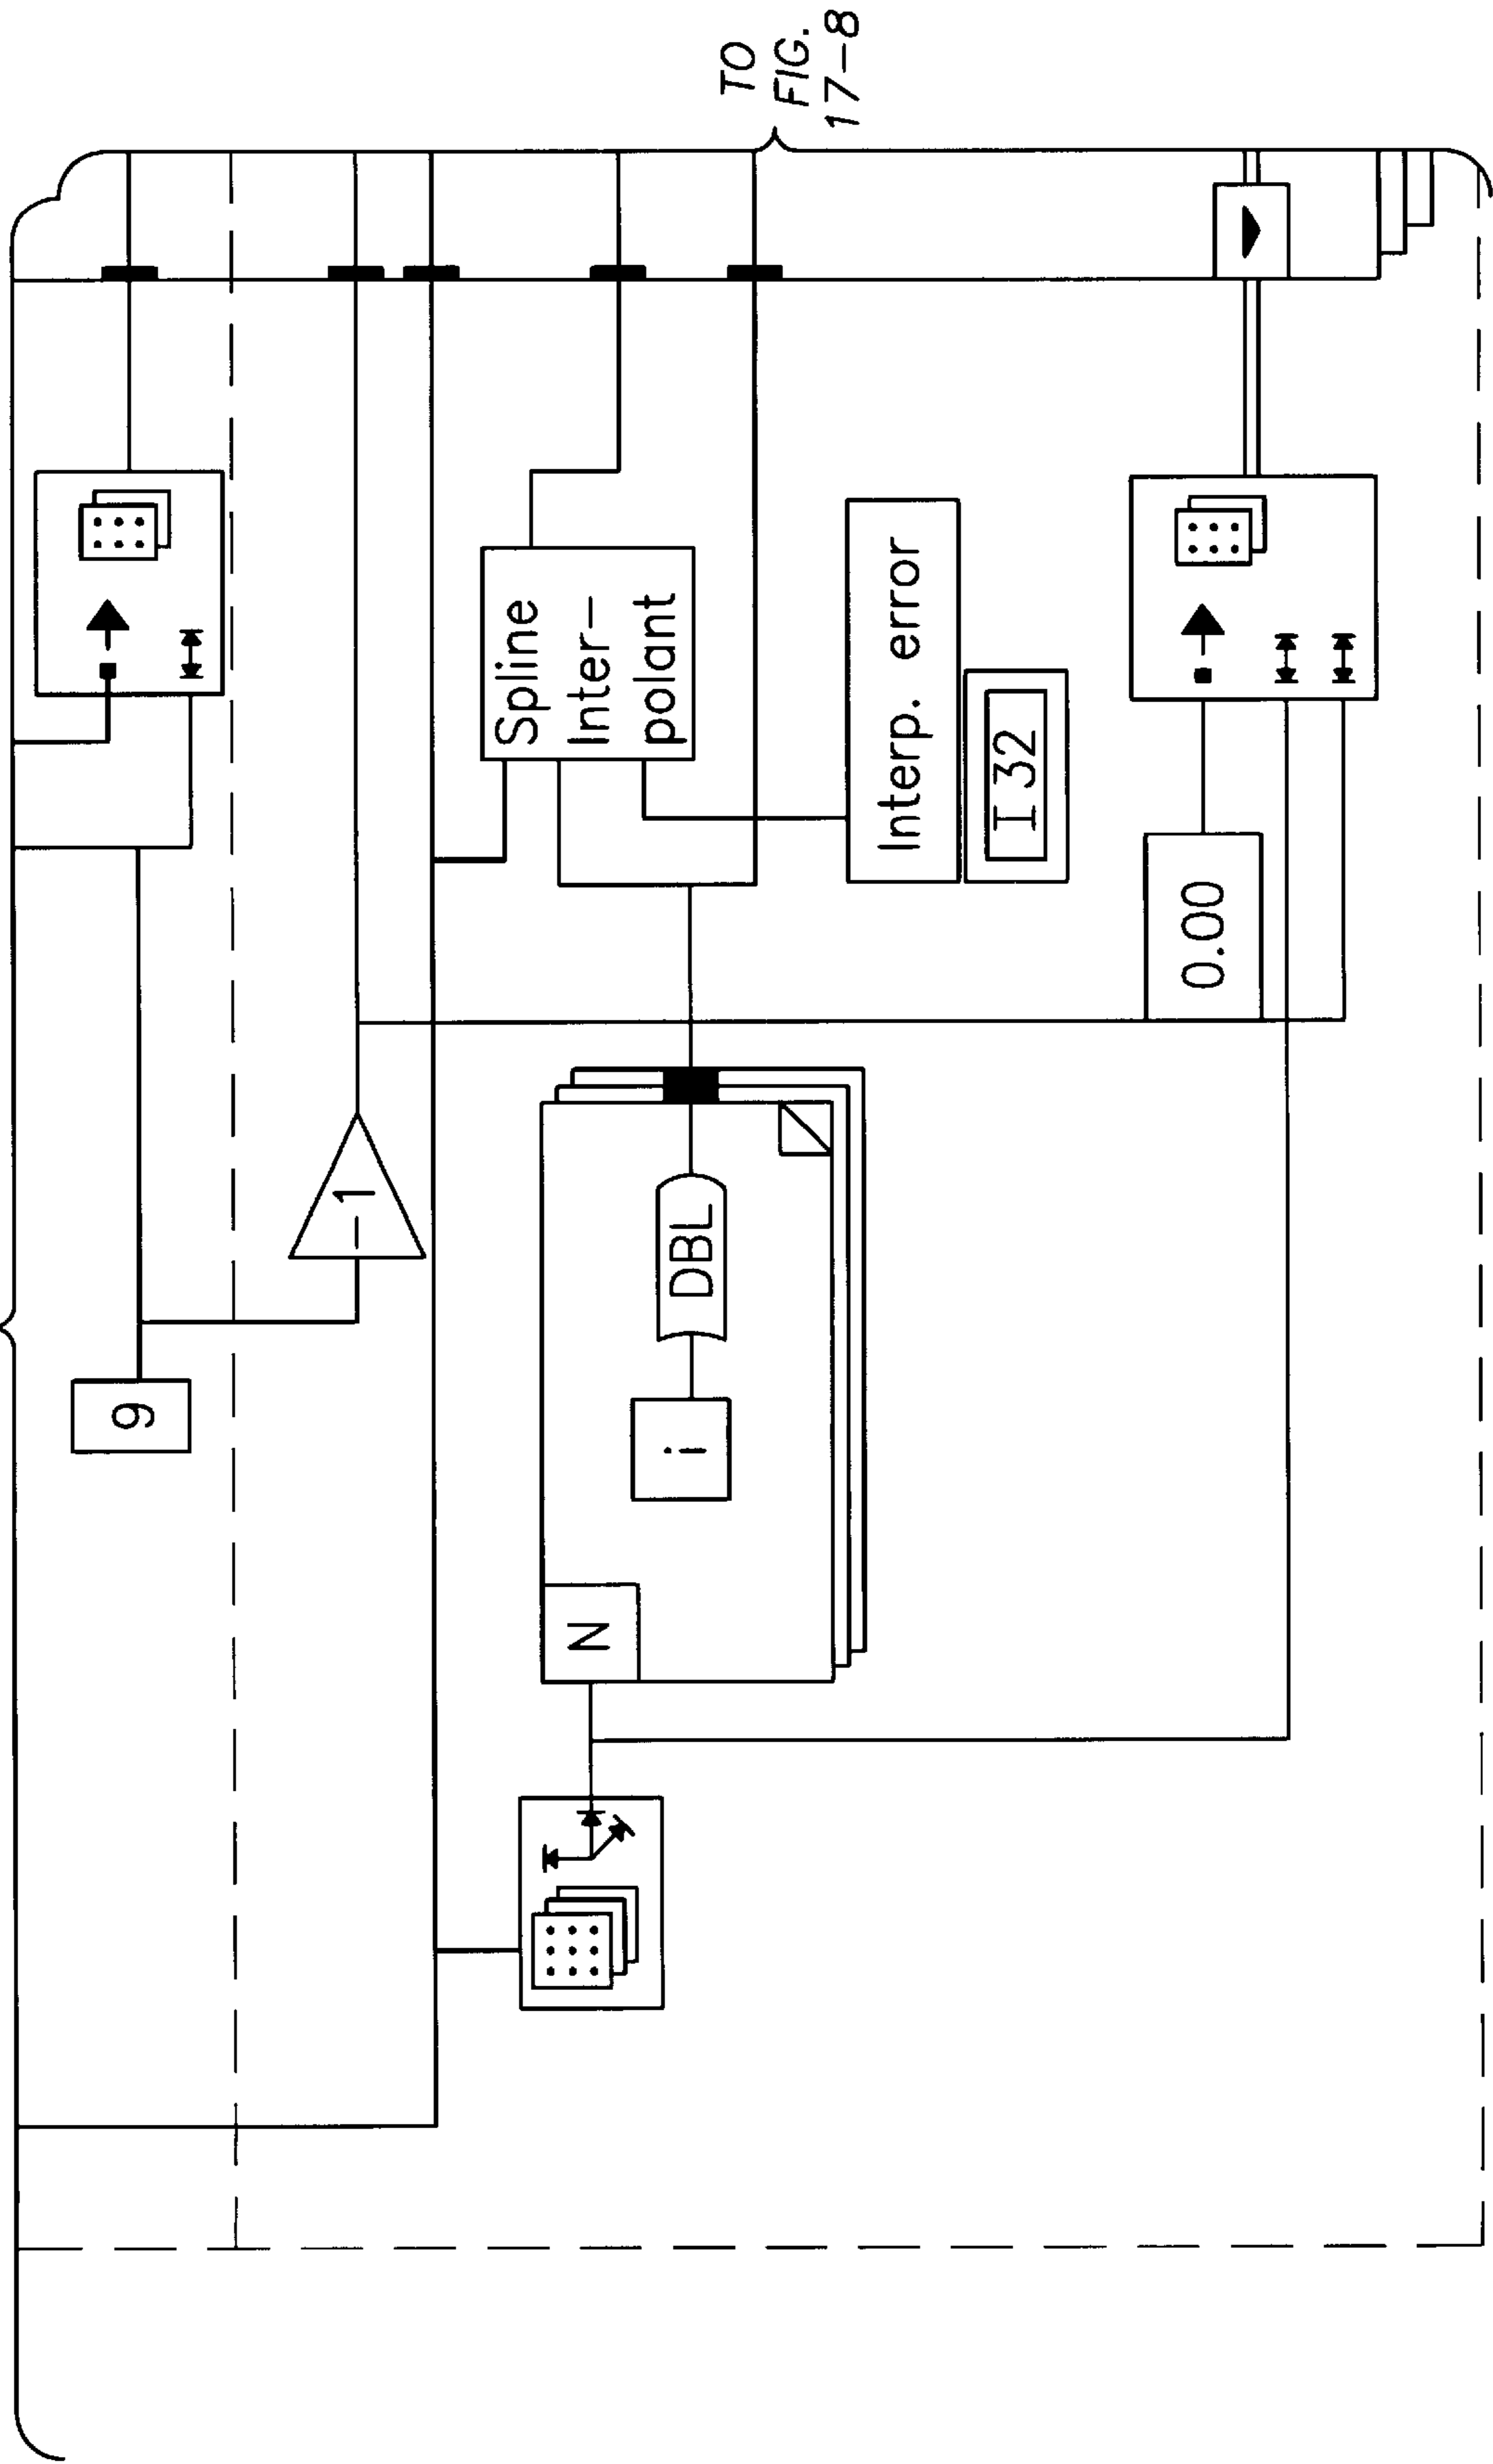 TO
FIG.
17-8
9
-1
Spline
Inter-
polant
Interp. error
I 32
N
i
DBL
0.00